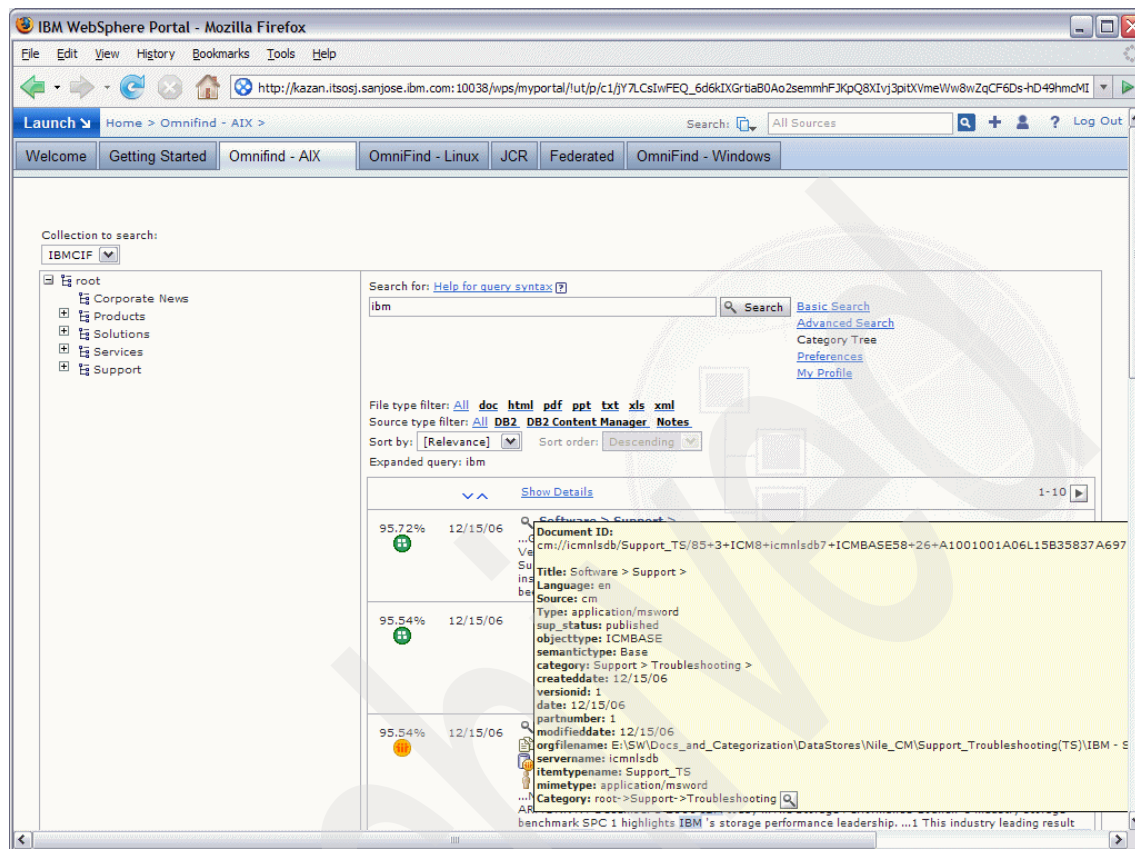 IBM WebSphere Portal - Mozilla Firefox
File Edit View History Bookmarks Tools Help
http://kazan.itsosj.sanjose.ibm.com:10038/wps/myportal/!ut/p/c1/jY7LCsIwFEQ_6d6kIXGrtiaB0Ao2semmhFJKpQ8XIvj3pitXVmeWw8wZqCF6Ds-hD49hmcMI
Launch Home > Omnifind - AIX > Search: All Sources ? Log Out
Welcome Getting Started Omnifind - AIX OmniFind - Linux JCR Federated OmniFind - Windows
Collection to search:
IBMCIF
root
Corporate News
Products
Solutions
Services
Support
Search for: Help for query syntax ?
ibm Search Basic Search
Advanced Search
Category Tree
Preferences
My Profile
File type filter: All doc html pdf ppt txt xls xml
Source type filter: All DB2 DB2 Content Manager Notes
Sort by: [Relevance] Sort order: Descending
Expanded query: ibm
Show Details 1-10
95.72% 12/15/06 Software > Support >
Document ID:
cm://icmnlsdb/Support_TS/85+3+ICM8+icmnlsdb7+ICMBASE58+26+A1001001A06L15B35837A697
Title: Software > Support >
Language: en
Source: cm
Type: application/msword
95.54% 12/15/06 sup_status: published
objecttype: ICMBASE
semantictype: Base
category: Support > Troubleshooting >
createddate: 12/15/06
versionid: 1
date: 12/15/06
partnumber: 1
95.54% 12/15/06 modifieddate: 12/15/06
orgfilename: E:\SW\Docs_and_Categorization\DataStores\Nile_CM\Support_Troubleshooting(TS)\IBM - S
servername: icmnlsdb
itemtypename: Support_TS
mimetype: application/msword
Category: root->Support->Troubleshooting
benchmark SPC 1 highlights IBM 's storage performance leadership. ...1 This industry leading result